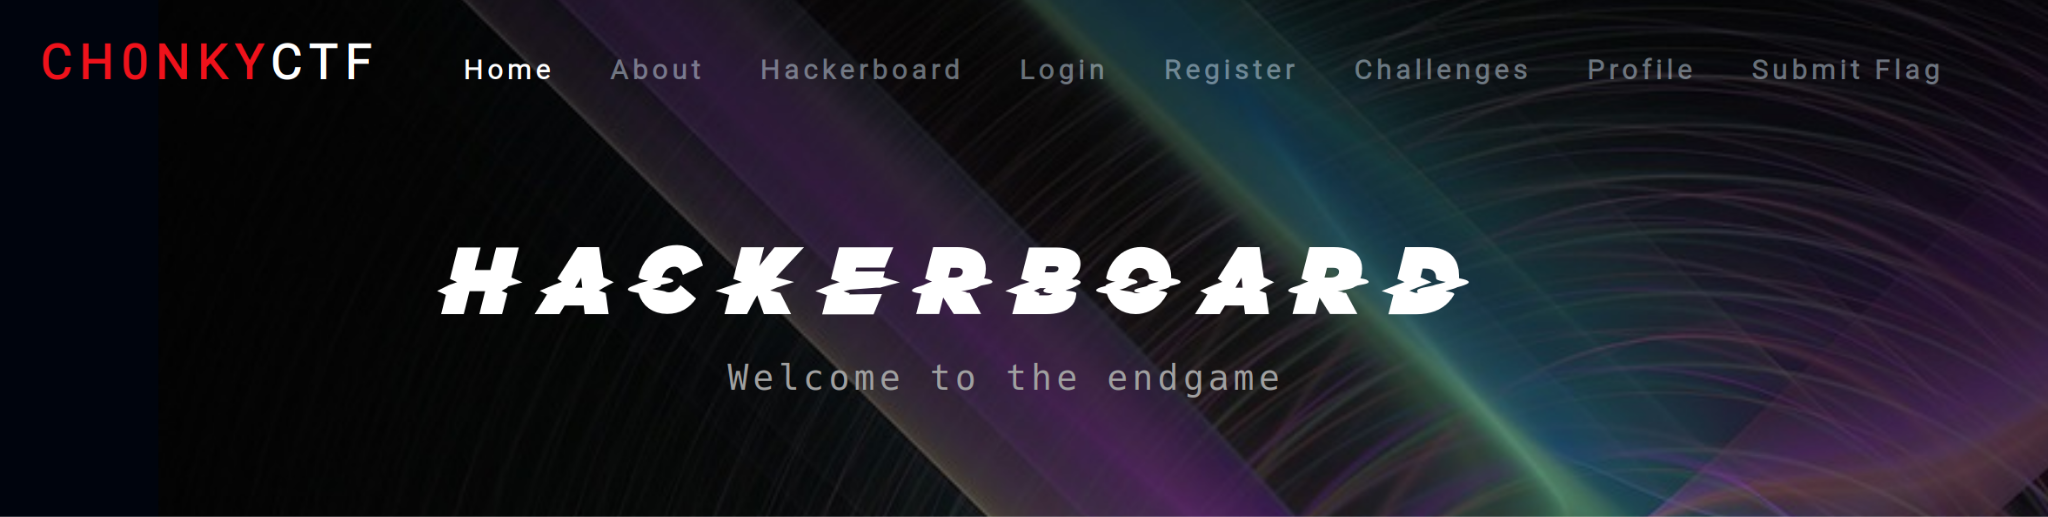 CH0NKYCTF Home About Hackerboard Login Register Challenges Profile Submit Flag
HACKERBOARD
Welcome to the endgame